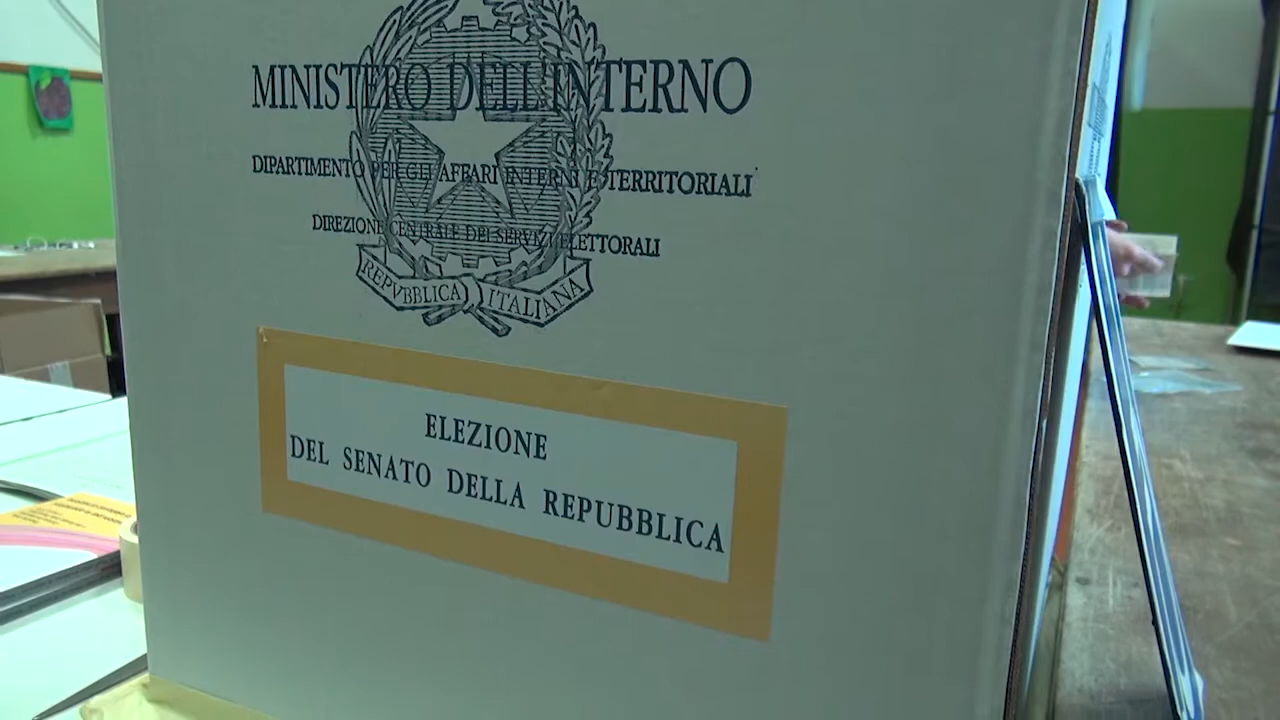 MINISTERO DELL'INTERNO
DIPARTIMENTO PER GLI AFFARI INTERNI E TERRITORIALI
DIREZIONE CENTRALE DEI SERVIZI ELETTORALI
REPVBBLICA ITALIANA
ELEZIONE
DEL SENATO DELLA REPUBBLICA